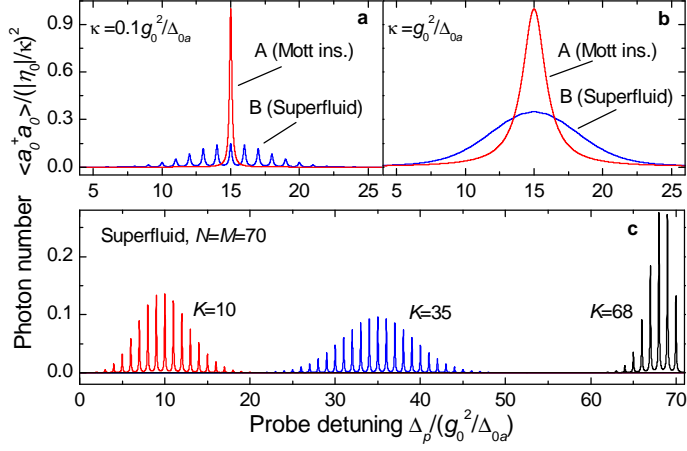 κ=0.1g₀²/Δ₀ₐ
a
κ=g₀²/Δ₀ₐ
b
<a₀⁺a₀>/(|η₀|/κ)²
1.0
0.9
0.6
0.3
0.0
A (Mott ins.)
B (Superfluid)
A (Mott ins.)
B (Superfluid)
5 10 15 20 25
5 10 15 20 25
Photon number
0.2
0.1
0.0
Superfluid, N=M=70
c
K=10
K=35
K=68
0 10 20 30 40 50 60 70
Probe detuning Δₚ/(g₀²/Δ₀ₐ)